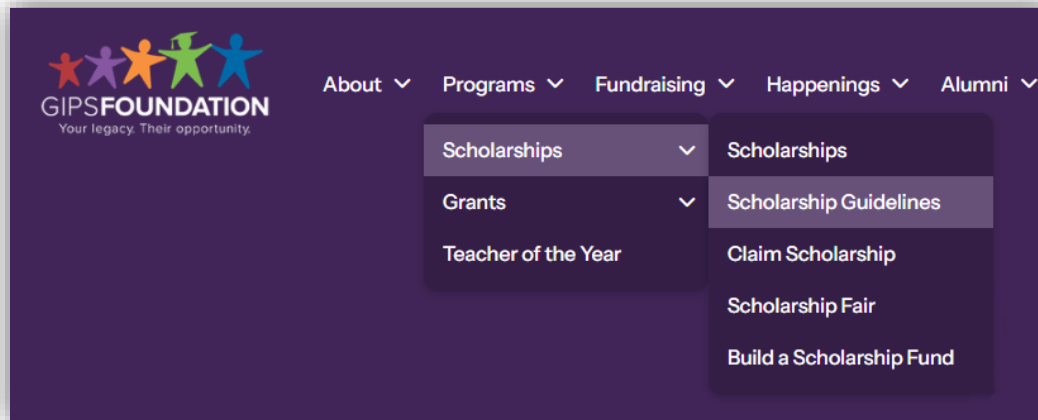 GIPSFOUNDATION
Your legacy. Their opportunity.
About
Programs
Fundraising
Happenings
Alumni
Scholarships
Grants
Teacher of the Year
Scholarships
Scholarship Guidelines
Claim Scholarship
Scholarship Fair
Build a Scholarship Fund